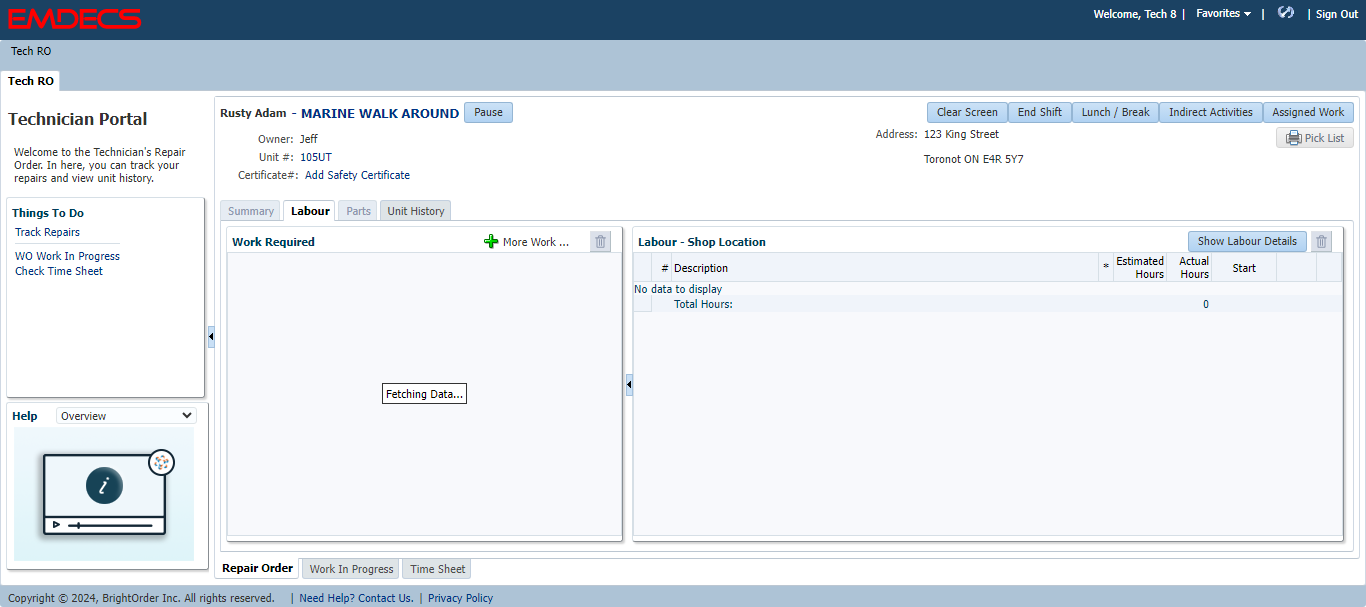 EMDECS
Welcome, Tech 8 | Favorites | | Sign Out
Tech RO
Tech RO
Technician Portal
Welcome to the Technician's Repair
Order. In here, you can track your
repairs and view unit history.
Things To Do
Track Repairs
WO Work In Progress
Check Time Sheet
Help Overview
i
Rusty Adam - MARINE WALK AROUND Pause
Clear Screen End Shift Lunch / Break Indirect Activities Assigned Work
Owner: Jeff
Unit #: 105UT
Certificate#: Add Safety Certificate
Address: 123 King Street
Toronot ON E4R 5Y7
Pick List
Summary Labour Parts Unit History
Work Required More Work ...
Fetching Data...
Labour - Shop Location Show Labour Details
# Description * Estimated Hours Actual Hours Start
No data to display
Total Hours: 0
Repair Order Work In Progress Time Sheet
Copyright © 2024, BrightOrder Inc. All rights reserved. | Need Help? Contact Us. | Privacy Policy